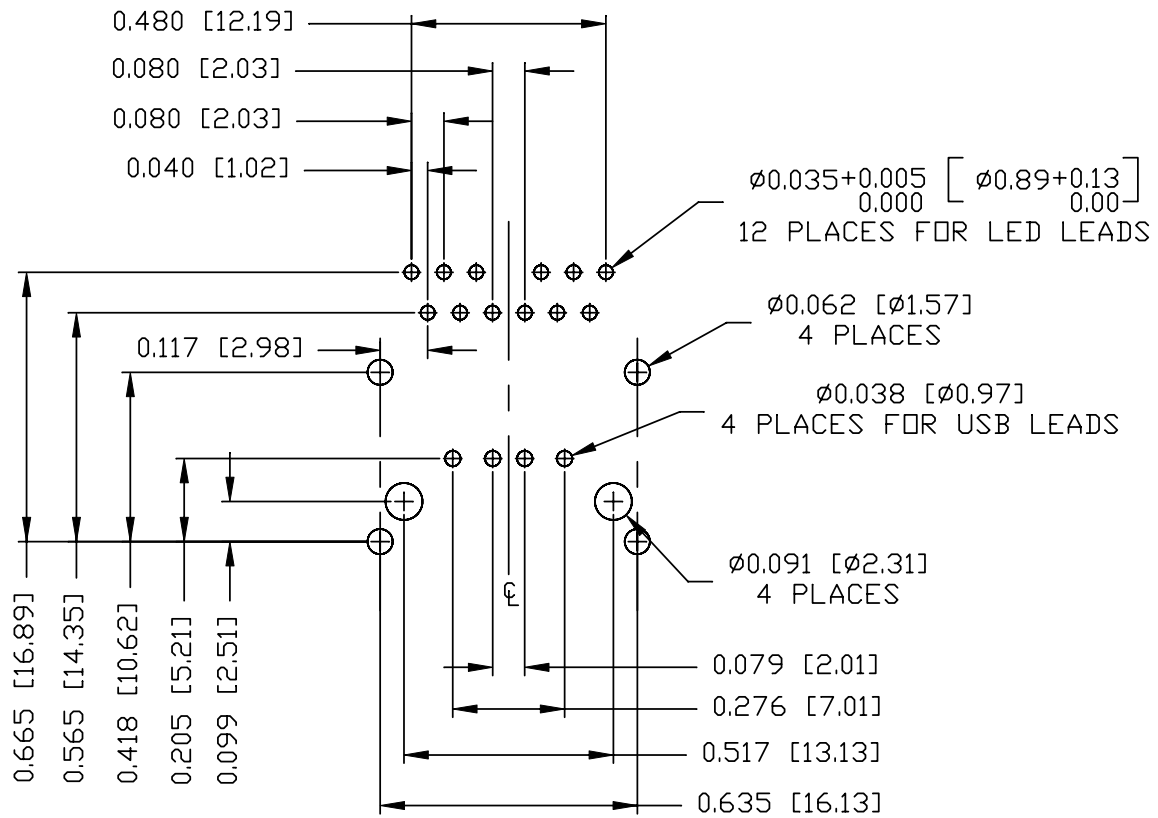 0.480 [12.19]
0.080 [2.03]
0.080 [2.03]
0.040 [1.02]
ø0.035+0.005 [ø0.89+0.13]
0.000 0.00
12 PLACES FOR LED LEADS
ø0.062 [ø1.57]
4 PLACES
0.117 [2.98]
ø0.038 [ø0.97]
4 PLACES FOR USB LEADS
ø0.091 [ø2.31]
4 PLACES
℄
0.665 [16.89]
0.565 [14.35]
0.418 [10.62]
0.205 [5.21]
0.099 [2.51]
0.079 [2.01]
0.276 [7.01]
0.517 [13.13]
0.635 [16.13]